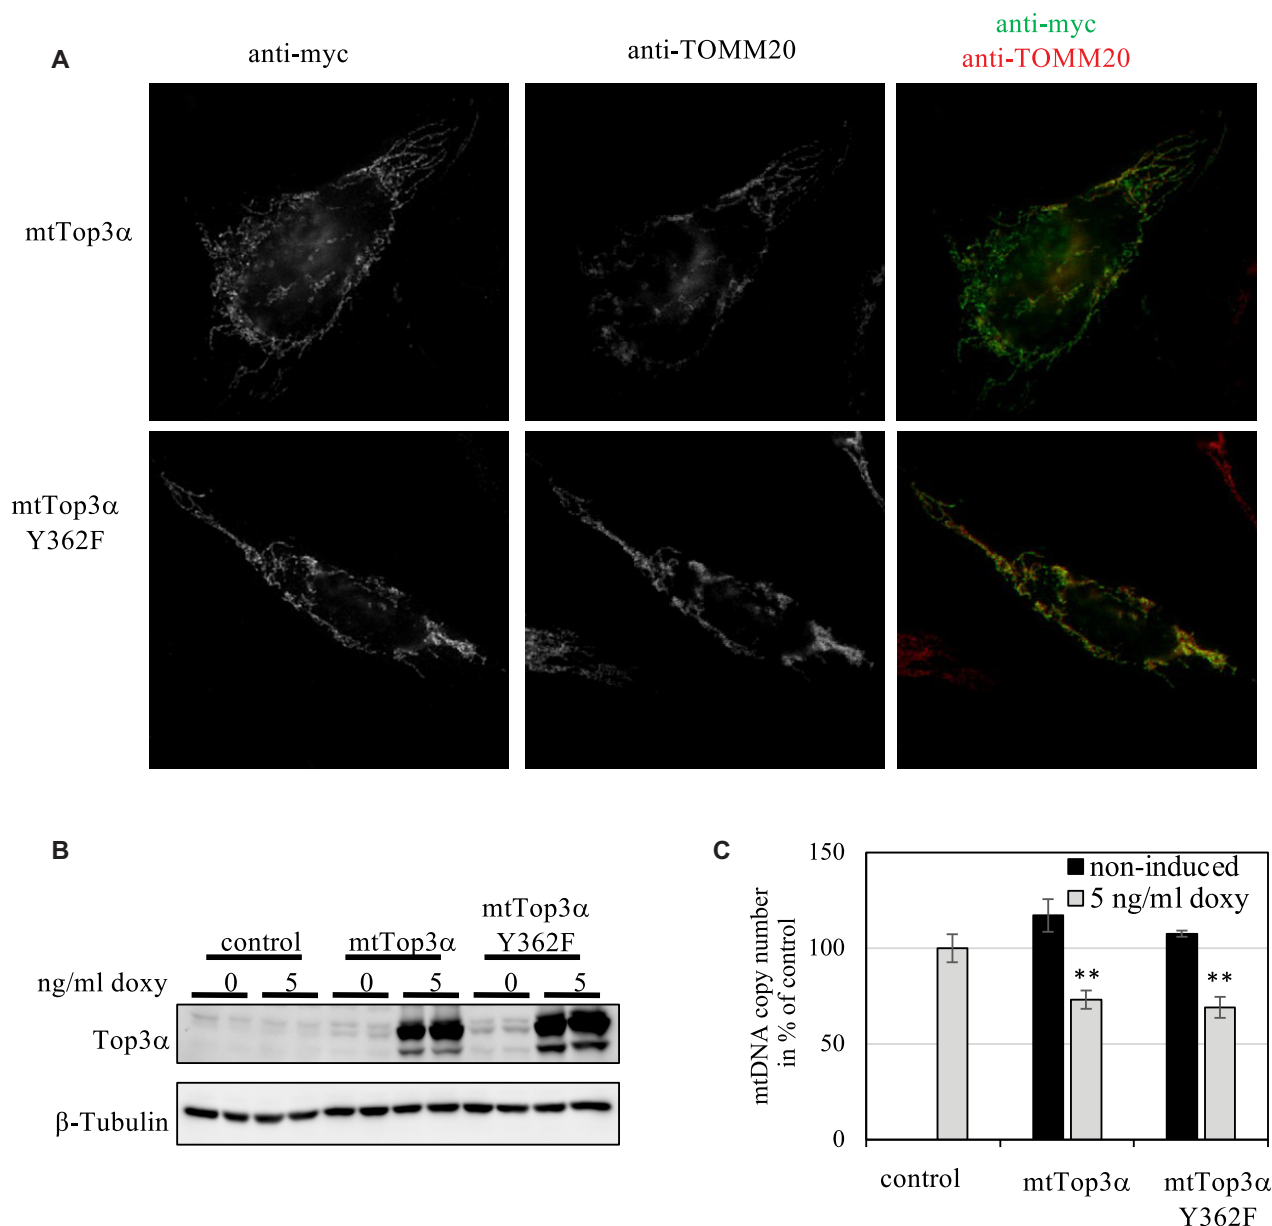 A
anti-myc
anti-TOMM20
anti-myc
anti-TOMM20
mtTop3α
mtTop3α
Y362F
B
control
mtTop3α
mtTop3α
Y362F
ng/ml doxy
0
5
0
5
0
5
Top3α
β-Tubulin
C
mtDNA copy number
in % of control
150
100
50
0
non-induced
5 ng/ml doxy
**
**
control
mtTop3α
mtTop3α
Y362F